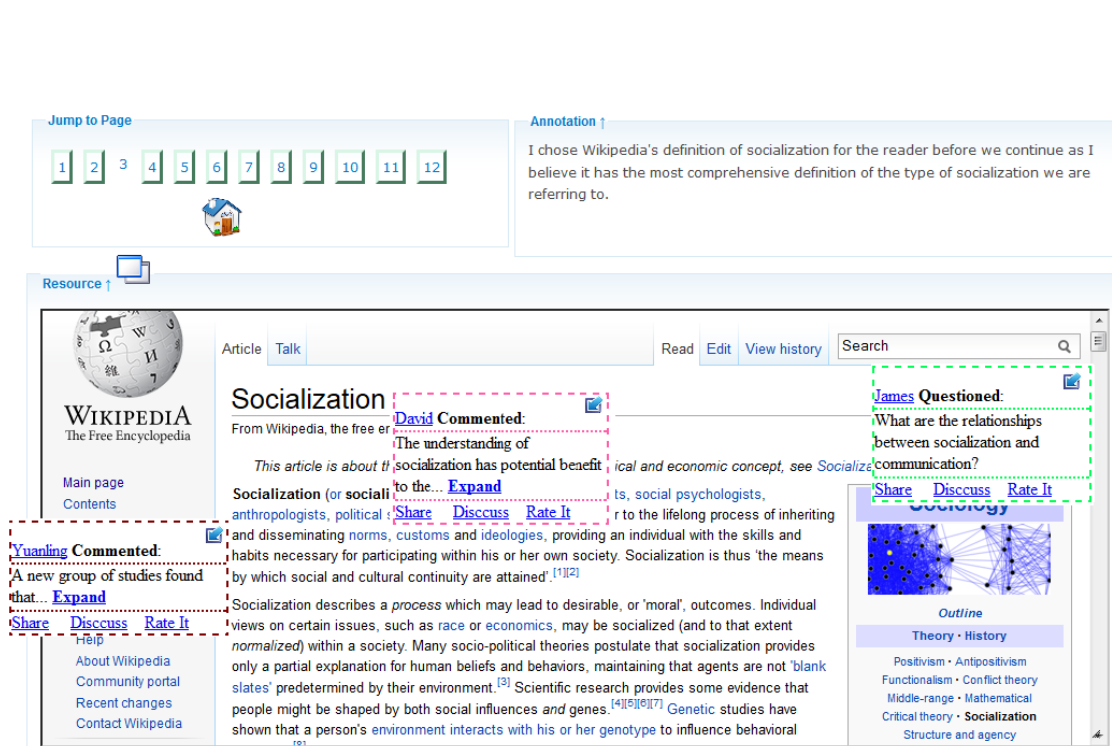 Jump to Page
1 2 3 4 5 6 7 8 9 10 11 12
Annotation ↑
I chose Wikipedia's definition of socialization for the reader before we continue as I
believe it has the most comprehensive definition of the type of socialization we are
referring to.
Resource ↑
WIKIPEDIA
The Free Encyclopedia
Main page
Contents
Article Talk
Read Edit View history
Search
Socialization
From Wikipedia, the free
This article is about
ical and economic concept, see
David Commented:
The understanding of
socialization has potential benefit
to the... Expand
Share Disccuss Rate It
James Questioned:
What are the relationships
between socialization and
communication?
Share Disccuss Rate It
Yuanling Commented:
A new group of studies found
that... Expand
Share Disccuss Rate It
Help
About Wikipedia
Community portal
Recent changes
Contact Wikipedia
Socialization (or sociali ts, social psychologists,
anthropologists, political r to the lifelong process of inheriting
and disseminating norms, customs and ideologies, providing an individual with the skills and
habits necessary for participating within his or her own society. Socialization is thus 'the means
by which social and cultural continuity are attained'.[1][2]
Socialization describes a process which may lead to desirable, or 'moral', outcomes. Individual
views on certain issues, such as race or economics, may be socialized (and to that extent
normalized) within a society. Many socio-political theories postulate that socialization provides
only a partial explanation for human beliefs and behaviors, maintaining that agents are not 'blank
slates' predetermined by their environment.[3] Scientific research provides some evidence that
people might be shaped by both social influences and genes.[4][5][6][7] Genetic studies have
shown that a person's environment interacts with his or her genotype to influence behavioral
[8]
Sociology
Outline
Theory · History
Positivism · Antipositivism
Functionalism · Conflict theory
Middle-range · Mathematical
Critical theory · Socialization
Structure and agency